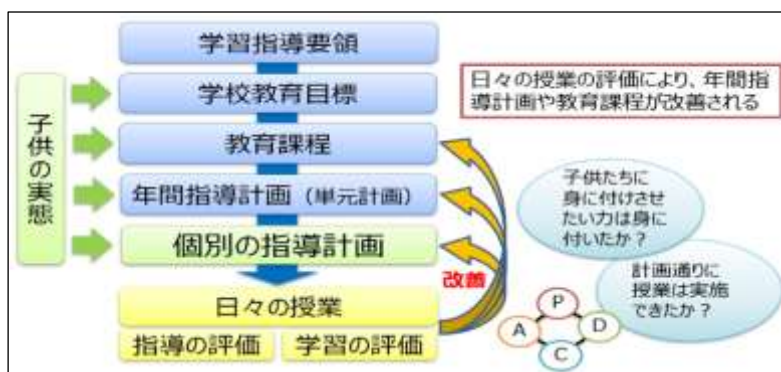 学習指導要領
学校教育目標
教育課程
年間指導計画（単元計画）
個別の指導計画
日々の授業
指導の評価
学習の評価
子供の実態
改善
日々の授業の評価により、年間指
導計画や教育課程が改善される
子供たちに
身に付けさせ
たい力は身に
付いたか？
計画通りに
授業は実施
できたか？
P
D
C
A